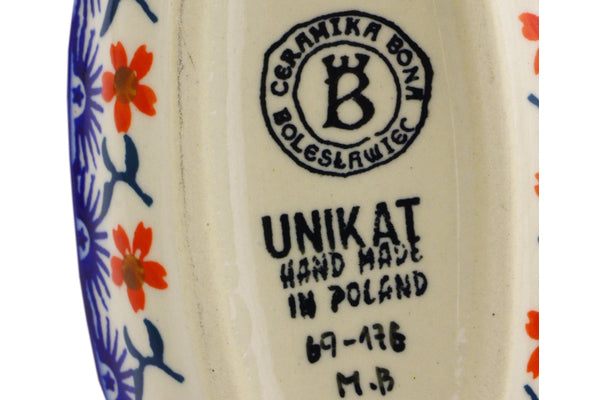 CERAMIKA BONA
B
BOLESŁAWIEC
UNIKAT
HAND MADE
IN POLAND
69-176
M.B